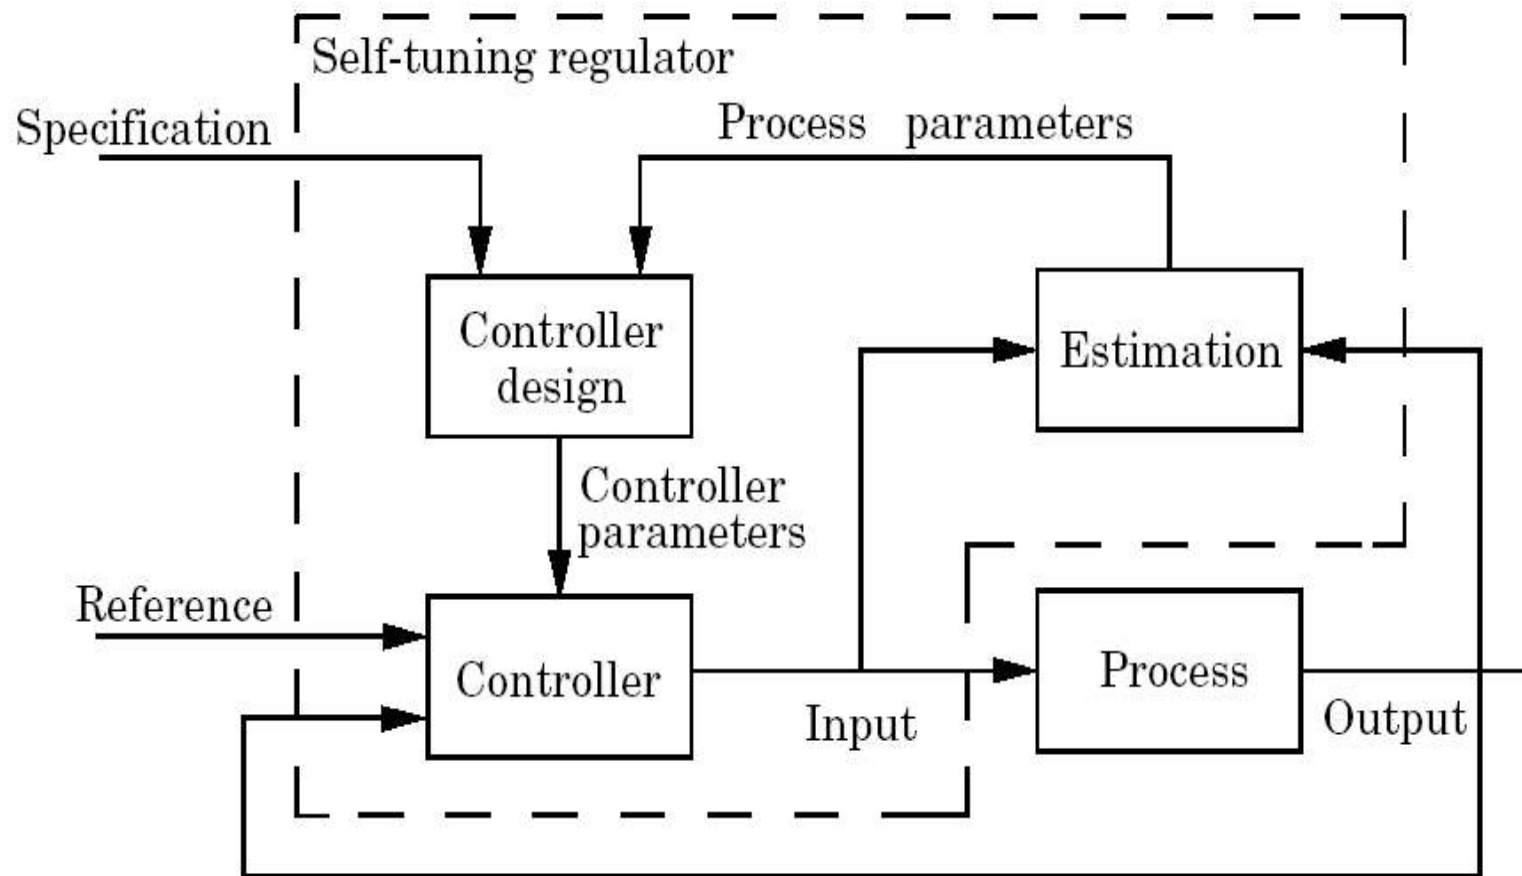 Self-tuning regulator
Specification
Process parameters
Controller
design
Estimation
Controller
parameters
Reference
Controller
Process
Input
Output